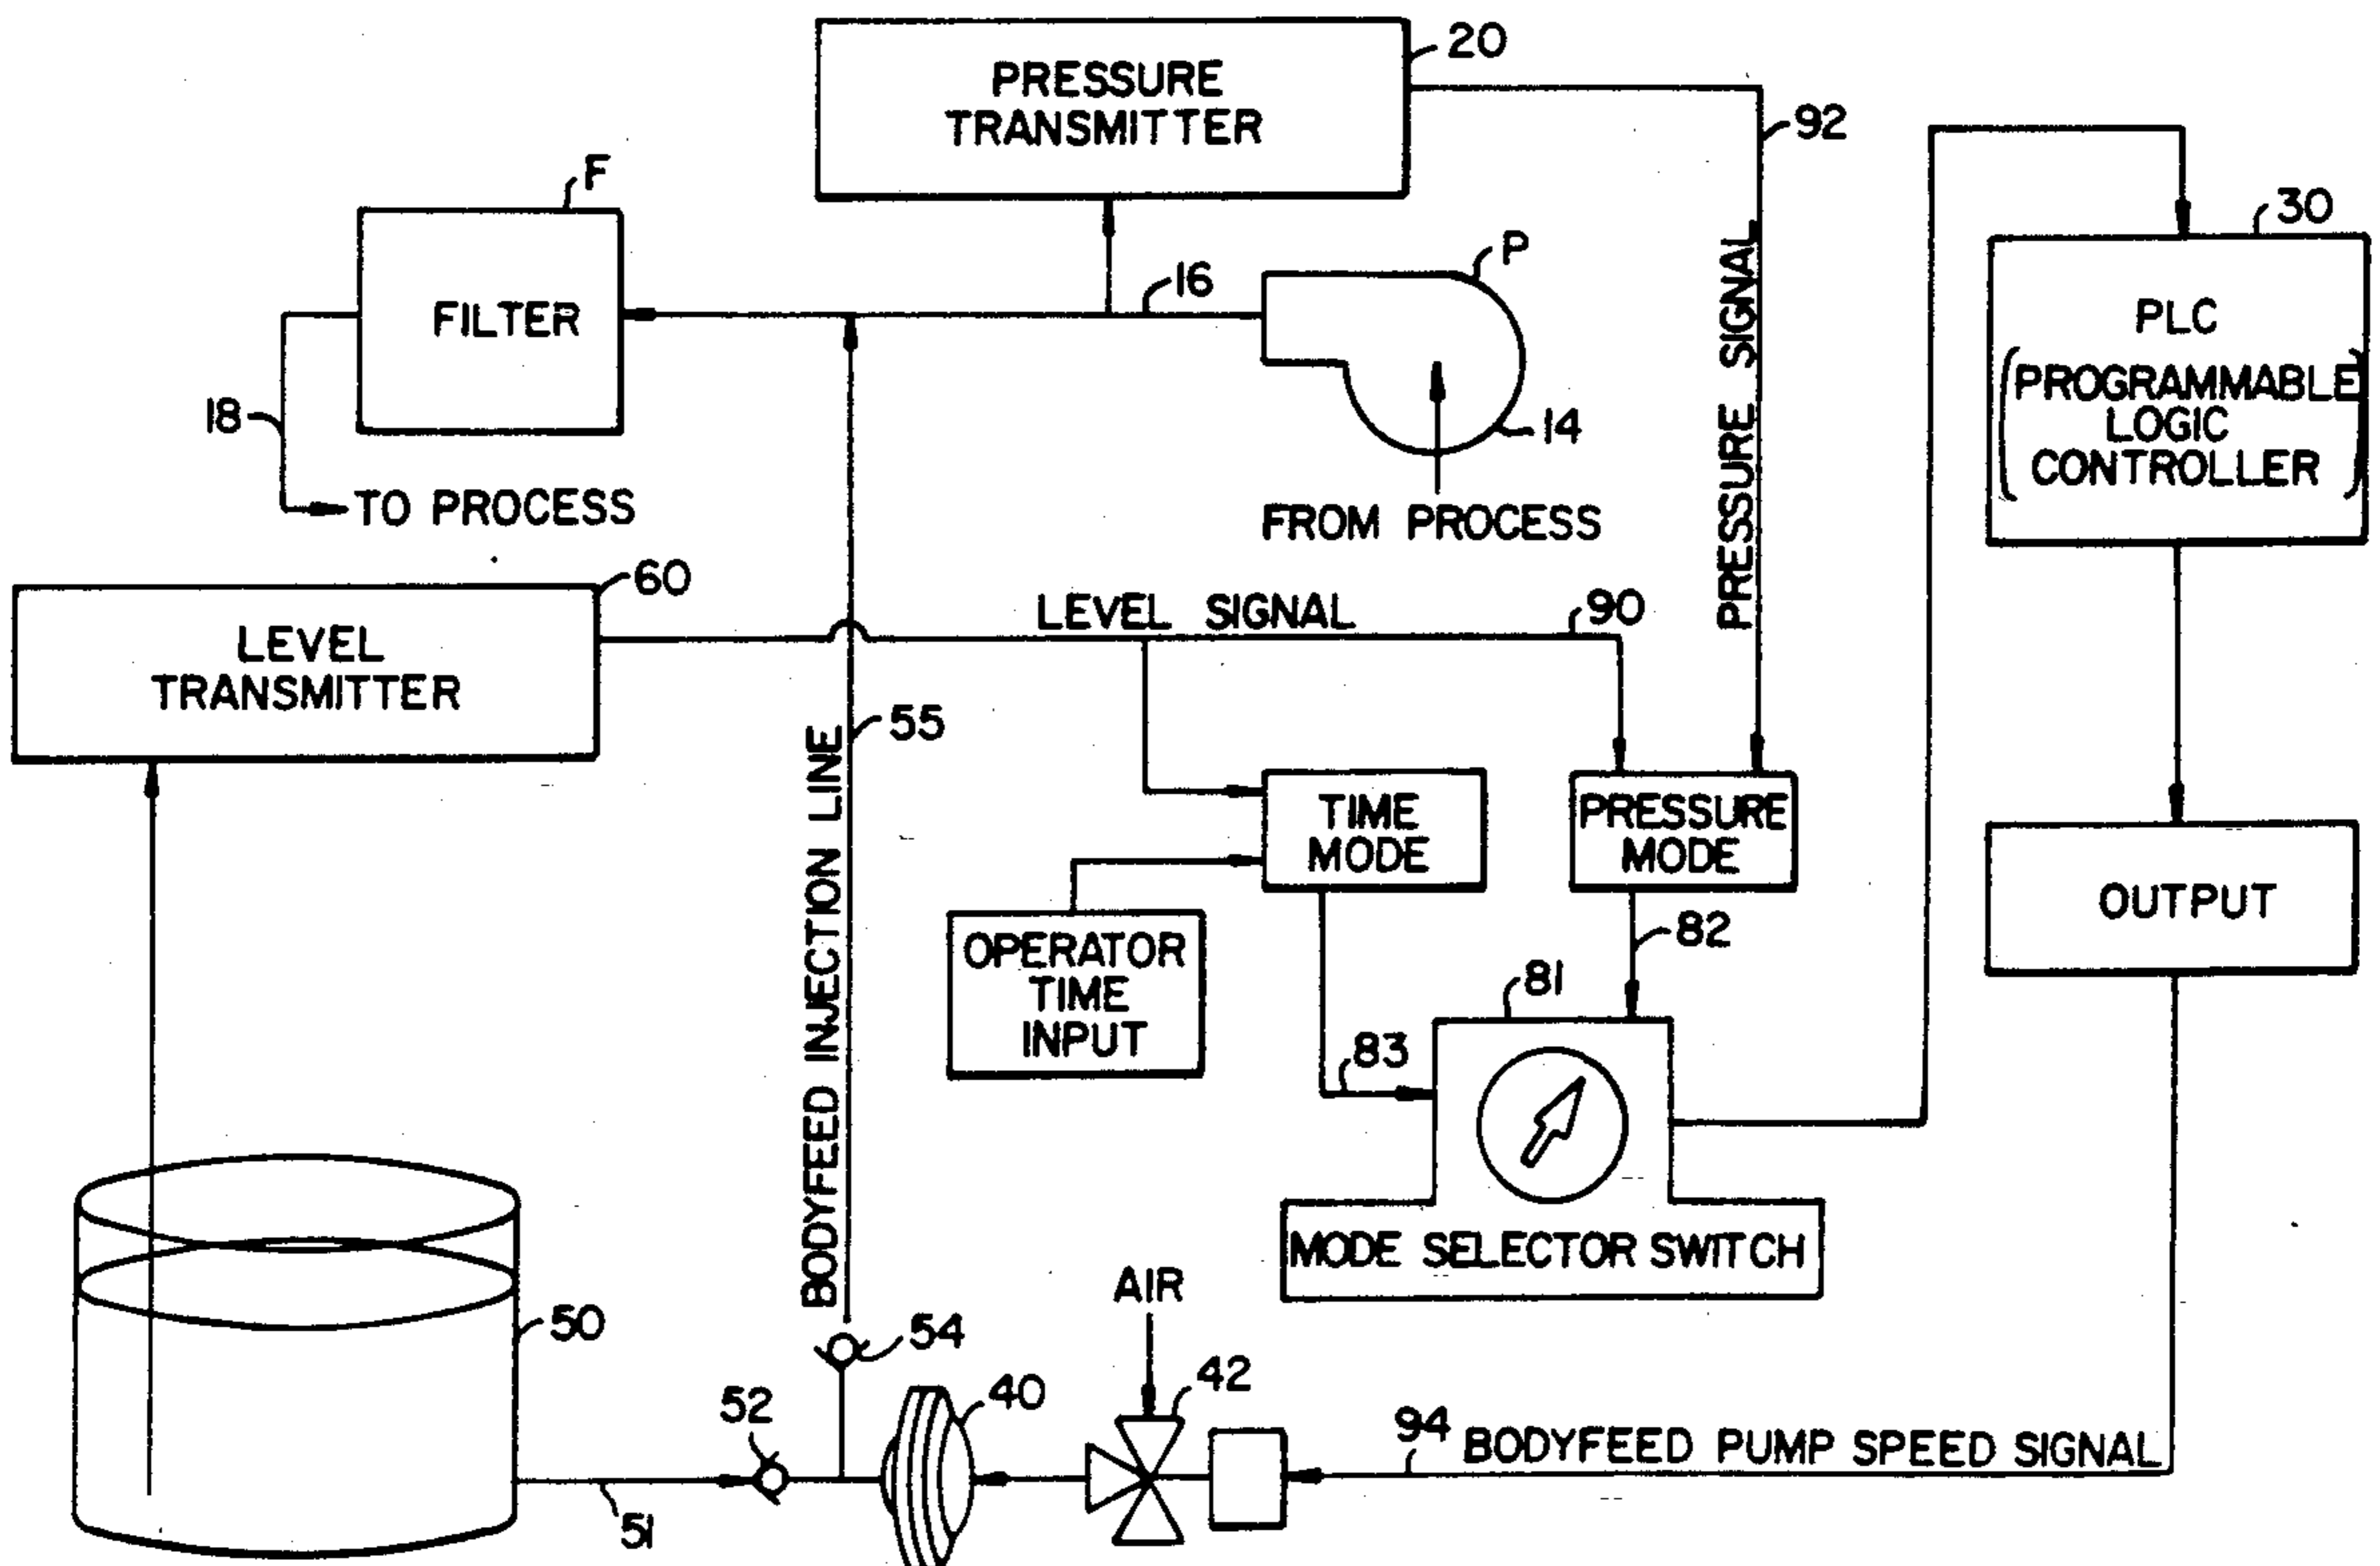 20
PRESSURE
TRANSMITTER
92
F
30
P
16
FILTER
PLC
(PROGRAMMABLE
LOGIC
CONTROLLER)
18
14
TO PROCESS
FROM PROCESS
PRESSURE SIGNAL
60
LEVEL SIGNAL
90
LEVEL
TRANSMITTER
55
BODYFEED INJECTION LINE
TIME
MODE
PRESSURE
MODE
OUTPUT
OPERATOR
TIME
INPUT
82
81
83
MODE SELECTOR SWITCH
AIR
50
54
42
40
52
94
BODYFEED PUMP SPEED SIGNAL
51